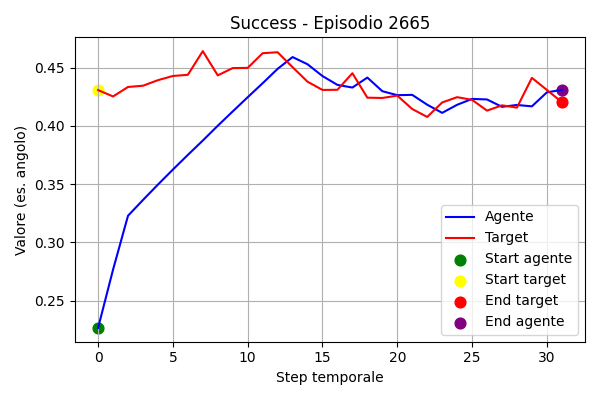 Success - Episodio 2665
Valore (es. angolo)
0.45
0.40
0.35
0.30
0.25
Agente
Target
Start agente
Start target
End target
End agente
0 5 10 15 20 25 30
Step temporale